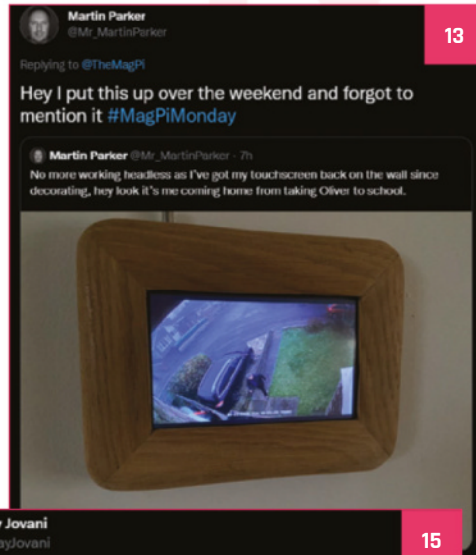 Martin Parker
@Mr_MartinParker
13
Replying to @TheMagPi
Hey I put this up over the weekend and forgot to
mention it #MagPiMonday
Martin Parker @Mr_MartinParker · 7h
No more working headless as I've got my touchscreen back on the wall since
decorating, hey look it's me coming home from taking Oliver to school.
Jovani
ayJovani
15